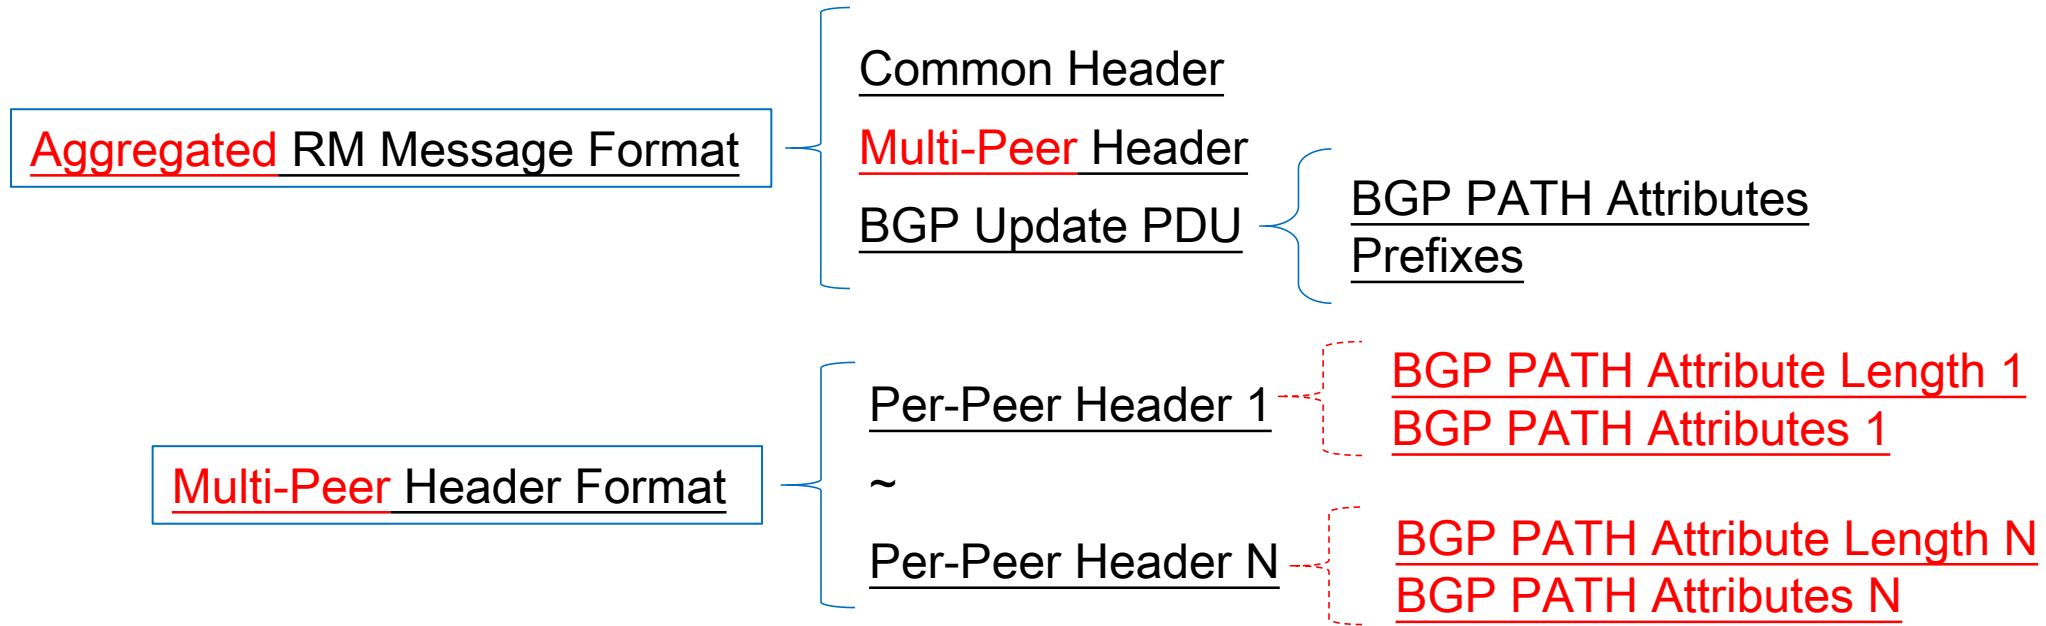 Aggregated RM Message Format
Common Header
Multi-Peer Header
BGP Update PDU
BGP PATH Attributes
Prefixes
Multi-Peer Header Format
Per-Peer Header 1
~
Per-Peer Header N
BGP PATH Attribute Length 1
BGP PATH Attributes 1
BGP PATH Attribute Length N
BGP PATH Attributes N